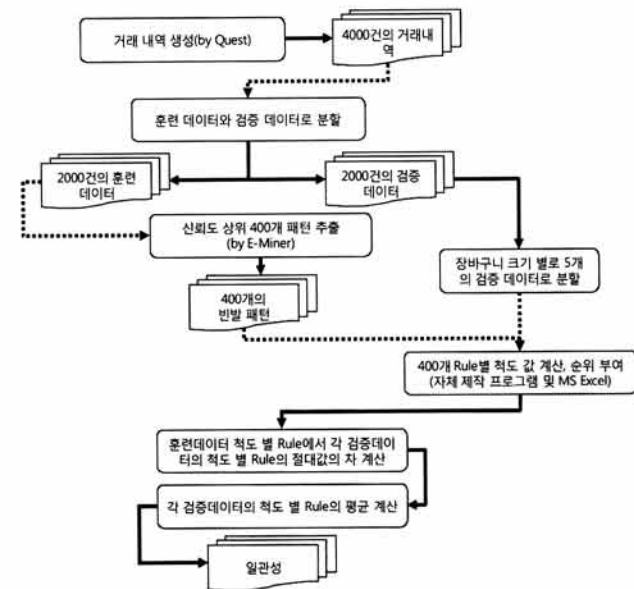 거래 내역 생성(by Quest)
4000건의 거래내
역
훈련 데이터와 검증 데이터로 분할
2000건의 훈련
데이터
2000건의 검증
데이터
신뢰도 상위 400개 패턴 추출
(by E-Miner)
장바구니 크기 별로 5개
의 검증 데이터로 분할
400개의
빈발 패턴
400개 Rule별 척도 값 계산, 순위 부여
(자체 제작 프로그램 및 MS Excel)
훈련데이터 척도 별 Rule에서 각 검증데이
터의 척도 별 Rule의 절대값의 차 계산
각 검증데이터의 척도 별 Rule의 평균 계산
일관성